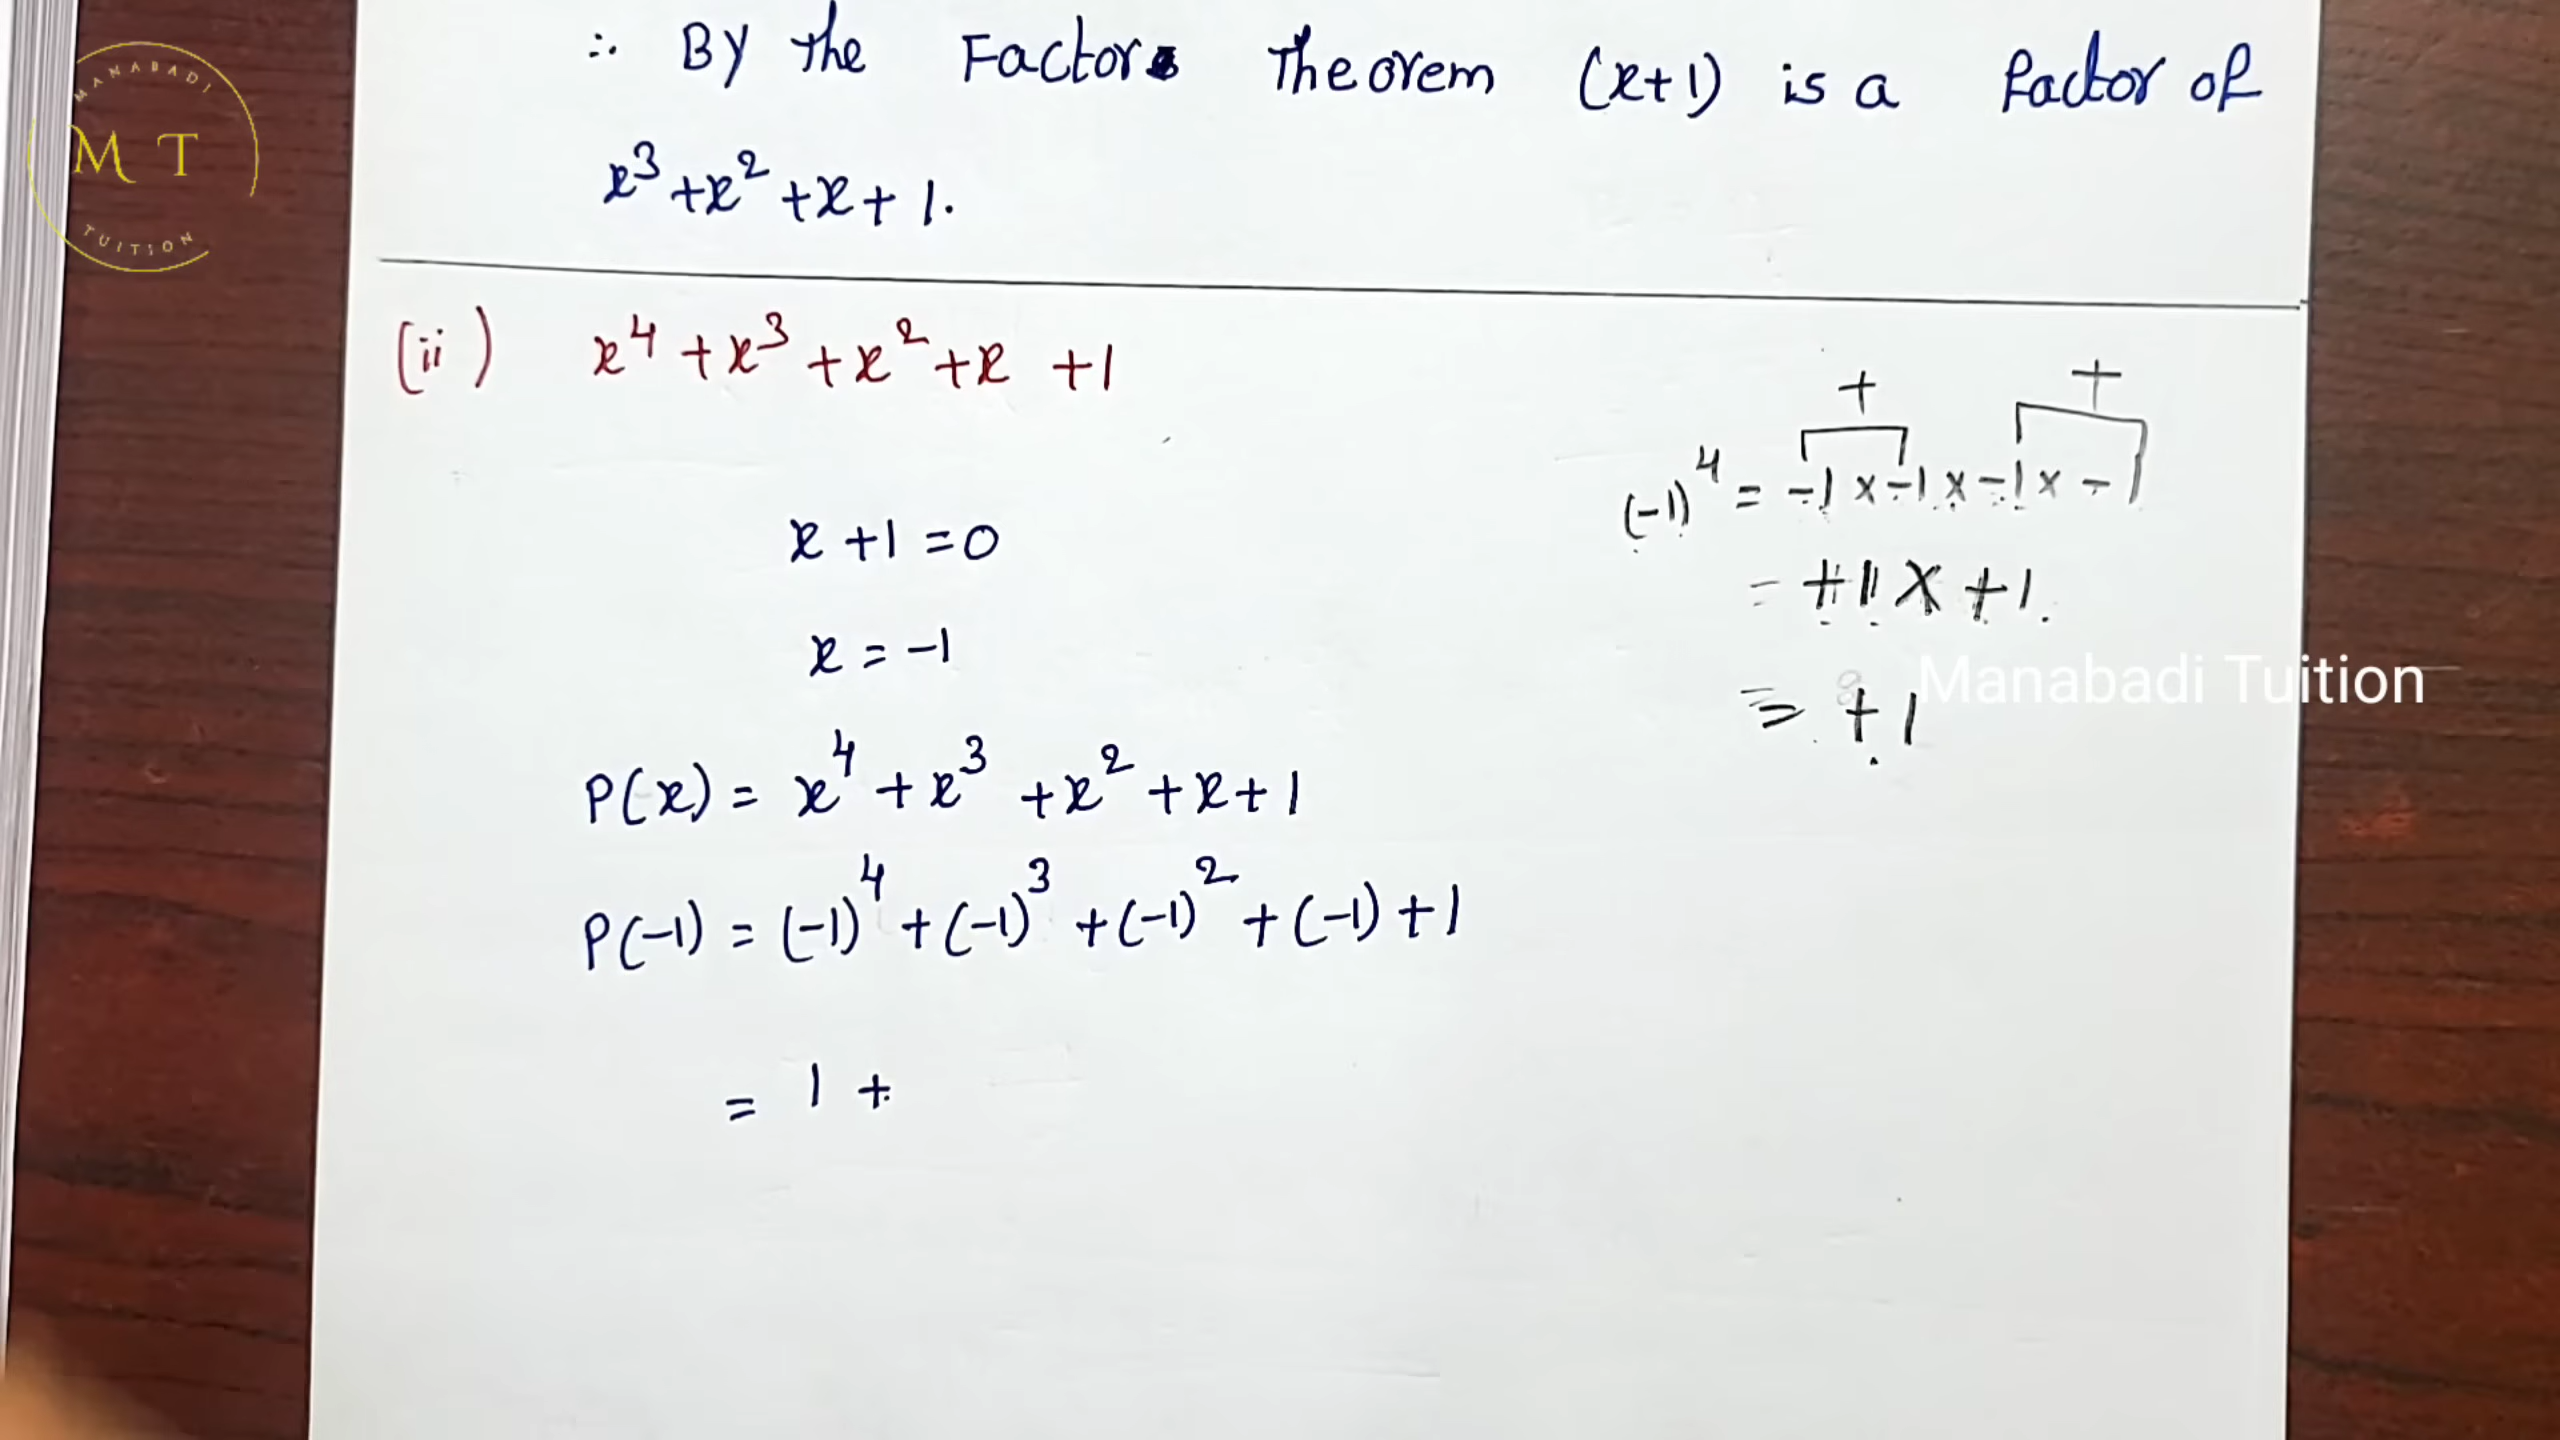 ∴ By the Factor Theorem (x+1) is a factor of
x³ + x² + x + 1.
MANABADI
M T
TUITION
(ii) x⁴ + x³ + x² + x + 1
x + 1 = 0
x = -1
P(x) = x⁴ + x³ + x² + x + 1
P(-1) = (-1)⁴ + (-1)³ + (-1)² + (-1) + 1
= 1 +
+ +
(-1)⁴ = -1 × -1 × -1 × -1
= +1 × +1.
= +1
Manabadi Tuition